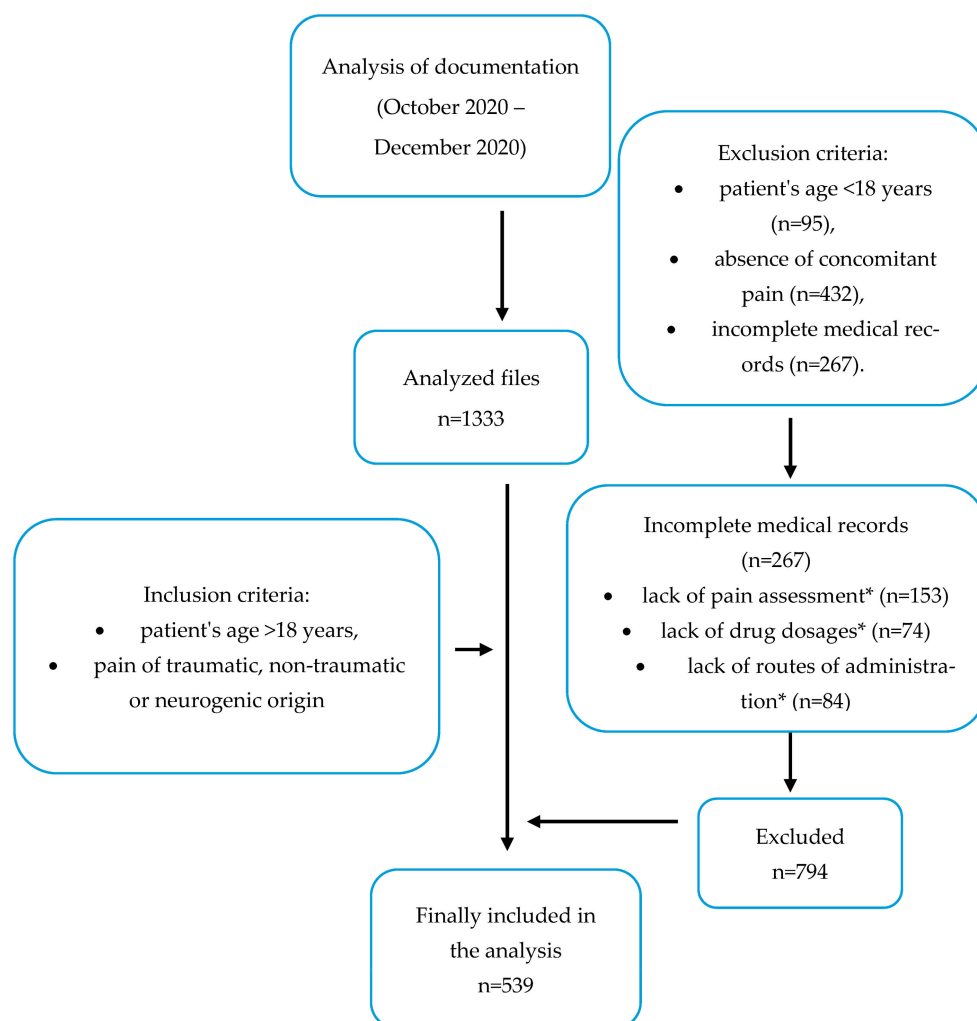 Analysis of documentation
(October 2020 –
December 2020)
Exclusion criteria:
• patient's age <18 years
(n=95),
• absence of concomitant
pain (n=432),
• incomplete medical rec-
ords (n=267).
Analyzed files
n=1333
Inclusion criteria:
• patient's age >18 years,
• pain of traumatic, non-traumatic
or neurogenic origin
Incomplete medical records
(n=267)
• lack of pain assessment* (n=153)
• lack of drug dosages* (n=74)
• lack of routes of administra-
tion* (n=84)
Excluded
n=794
Finally included in
the analysis
n=539